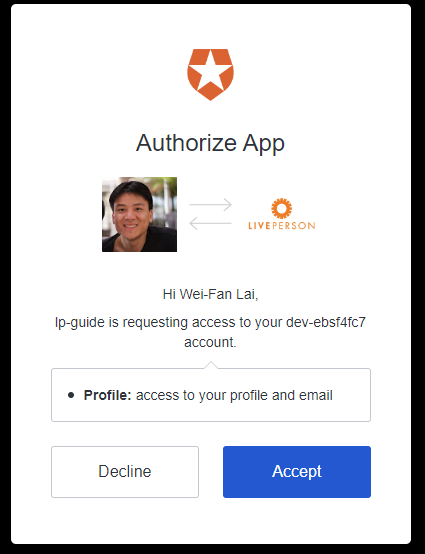 Authorize App
LIVEPERSON
Hi Wei-Fan Lai,
lp-guide is requesting access to your dev-ebsf4fc7
account.
• Profile: access to your profile and email
Decline
Accept